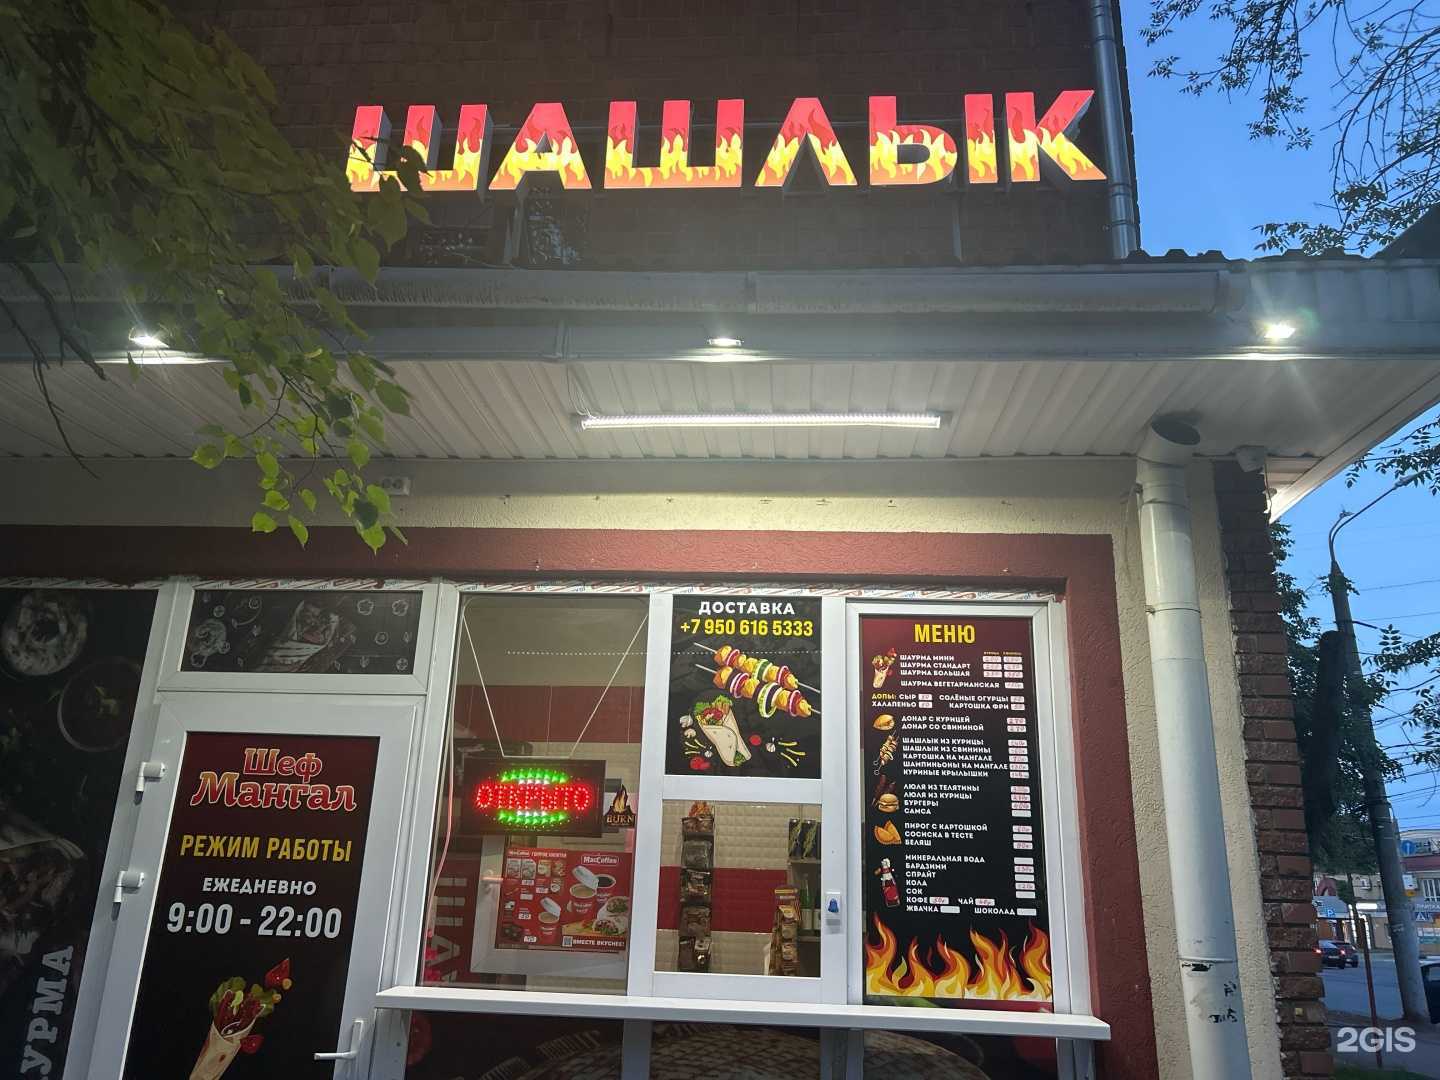 ШАШЛЫК
ДОСТАВКА
+7 950 616 5333
МЕНЮ
ШАУРМА МИНИ
ШАУРМА СТАНДАРТ
ШАУРМА БОЛЬШАЯ
ШАУРМА ВЕГЕТАРИАНСКАЯ
ДОПЫ: СЫР СОЛЁНЫЕ ОГУРЦЫ
ХАЛАПЕНЬО КАРТОШКА ФРИ
ДОНАР С КУРИЦЕЙ
ДОНАР СО СВИНИНОЙ
ШАШЛЫК ИЗ КУРИЦЫ
ШАШЛЫК ИЗ СВИНИНЫ
КАРТОШКА НА МАНГАЛЕ
ШАМПИНЬОНЫ НА МАНГАЛЕ
КУРИНЫЕ КРЫЛЫШКИ
ЛЮЛЯ ИЗ ТЕЛЯТИНЫ
ЛЮЛЯ ИЗ КУРИЦЫ
БУРГЕРЫ
САМСА
ПИРОГ С КАРТОШКОЙ
СОСИСКА В ТЕСТЕ
БЕЛЯШ
МИНЕРАЛЬНАЯ ВОДА
БАРДЗИМИ
СПРАЙТ
КОЛА
СОК
КОФЕ ЧАЙ
ЖВАЧКА ШОКОЛАД
Шеф
Мангал
РЕЖИМ РАБОТЫ
ЕЖЕДНЕВНО
9:00 - 22:00
ОТКРЫТО
BURN
MacCoffee
MacCoffee
ВМЕСТЕ ВКУСНЕЕ!
УРМА
2GIS